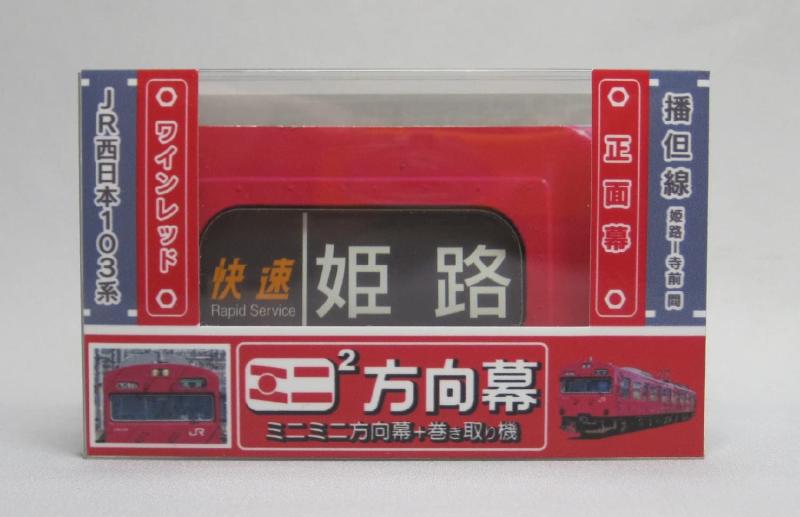 JR西日本103系
ワインレッド
快速
Rapid Service
姫路
正面幕
播但線
姫路ー寺前間
ミニ²方向幕
ミニミニ方向幕+巻き取り機
JR